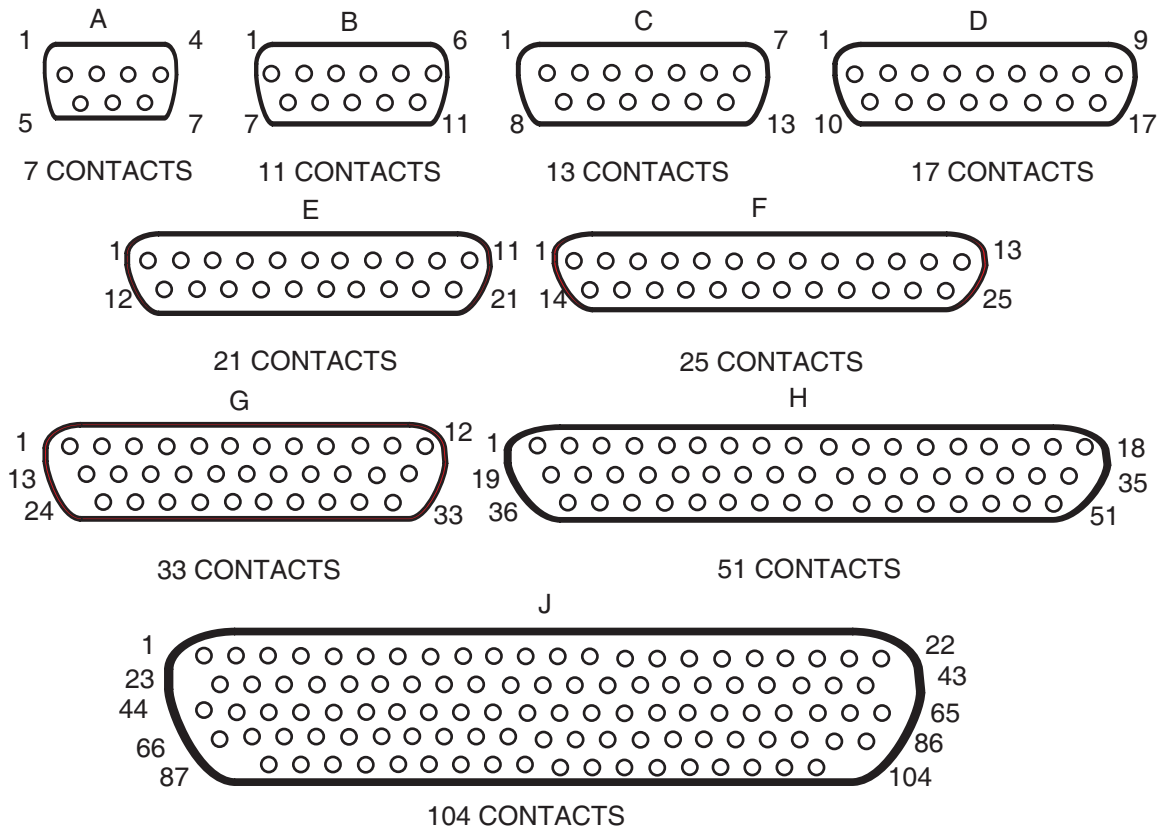 A B C D
1 4 1 6 1 7 1 9
5 7 7 11 8 13 10 17
7 CONTACTS 11 CONTACTS 13 CONTACTS 17 CONTACTS
E F
1 11 1 13
12 21 14 25
21 CONTACTS 25 CONTACTS
G H
1 12 1 18
13 19 35
24 33 36 51
33 CONTACTS 51 CONTACTS
J
1 22
23 43
44 65
66 86
87 104
104 CONTACTS